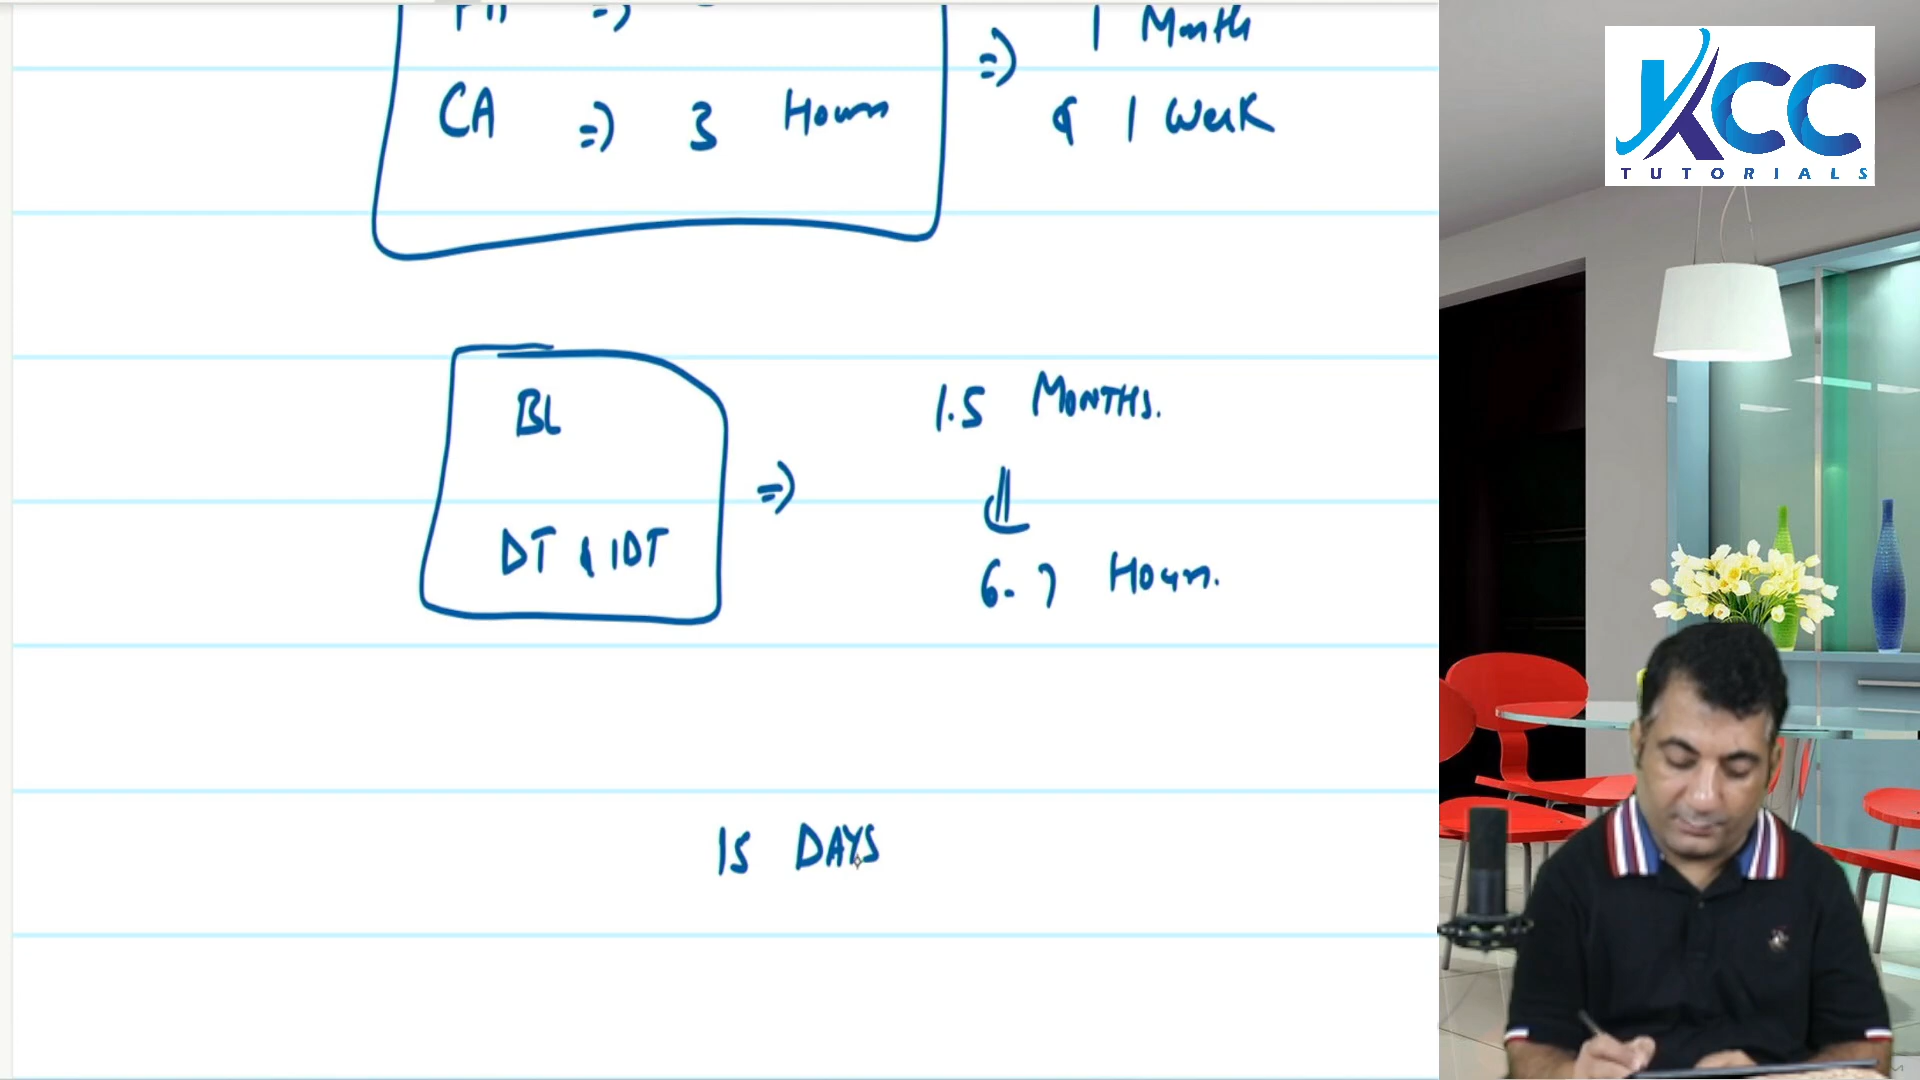 => 1 Month
CA => 3 Hours & 1 Week
BL 1.5 MONTHS.
=>
DT & IDT 6-7 Hours.
15 DAYS
KCC
TUTORIALS